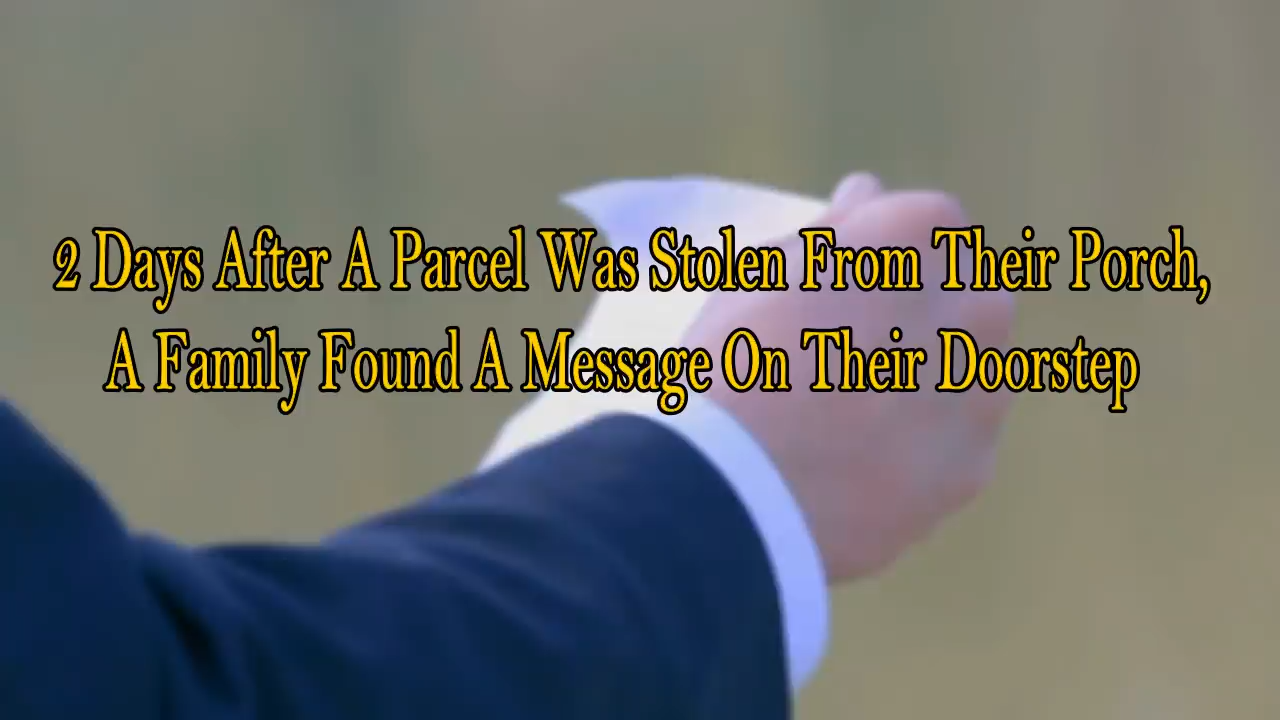 2 Days After A Parcel Was Stolen From Their Porch,
A Family Found A Message On Their Doorstep